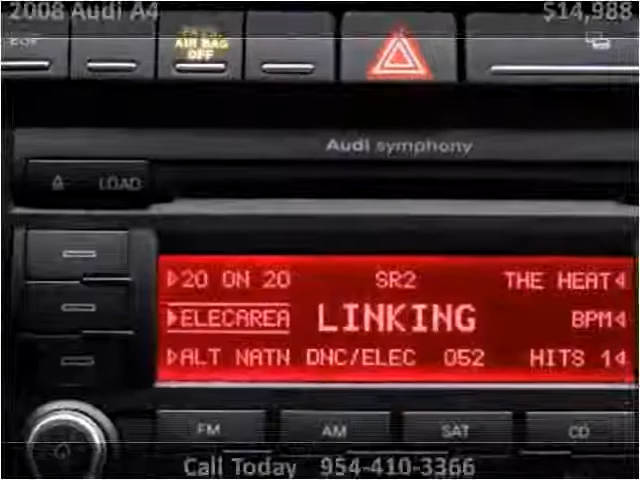 2008 Audi A4 $14,988
AIR BAG
OFF
Audi symphony
LOAD
20 ON 20 SR2 THE HEAT
ELECAREA LINKING BPM
ALT NATN DNC/ELEC 052 HITS 1
FM AM SAT CD
Call Today 954-410-3366